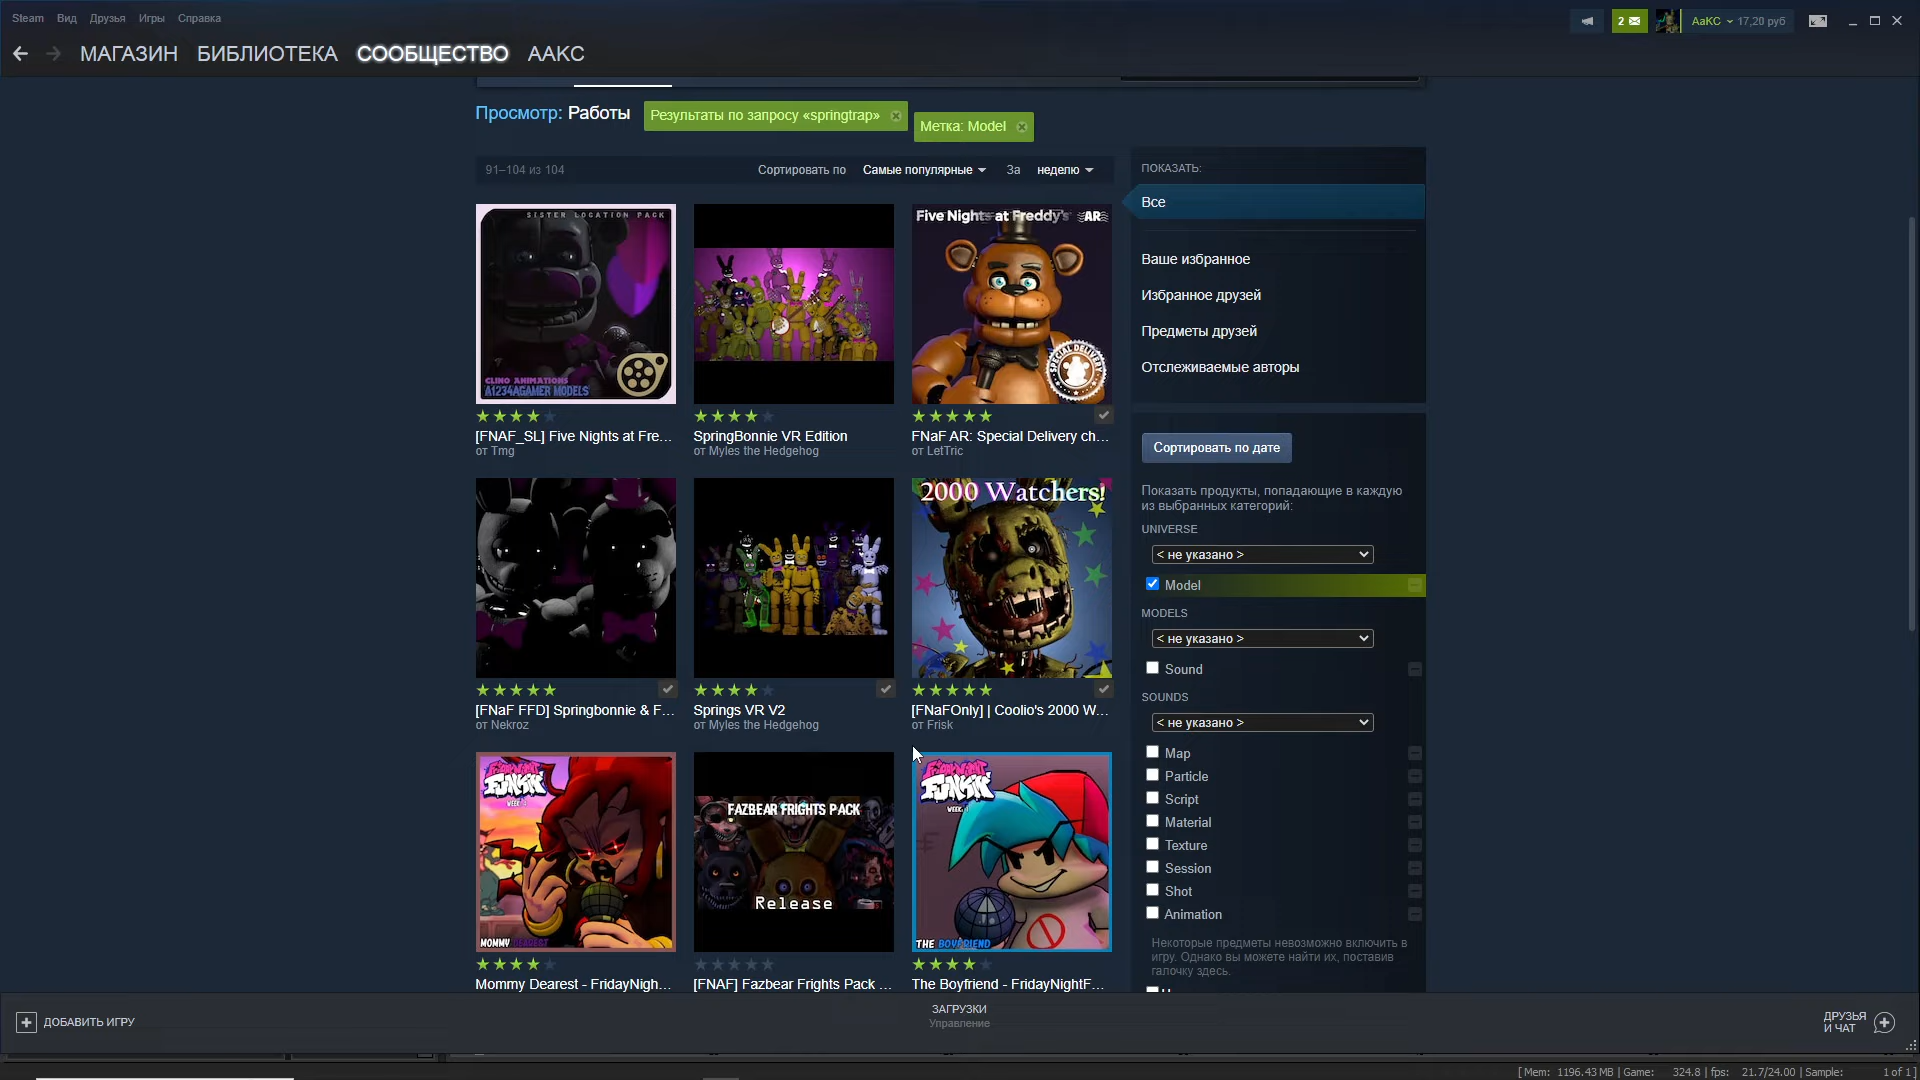 Steam Вид Друзья Игры Справка
2 АаКС 17,20 руб
МАГАЗИН БИБЛИОТЕКА СООБЩЕСТВО ААКС
Просмотр: Работы Результаты по запросу «springtrap»
Метка: Model
91–104 из 104 Сортировать по Самые популярные За неделю
SISTER LOCATION PACK
CLINO ANIMATIONS
A1234AGAMER MODELS
Five Nights at Freddy's AR
SPECIAL DELIVERY
[FNAF_SL] Five Nights at Fre...
от Tmg
SpringBonnie VR Edition
от Myles the Hedgehog
FNaF AR: Special Delivery ch...
от LetTric
2000 Watchers!
[FNaF FFD] Springbonnie & F...
от Nekroz
Springs VR V2
от Myles the Hedgehog
[FNaFOnly] | Coolio's 2000 W...
от Frisk
FRIDAY NIGHT
FUNKIN'
WEEK:
MOMMY DEAREST
FAZBEAR FRIGHTS PACK
Release
FRIDAY NIGHT
FUNKIN'
WEEK:
THE BOYFRIEND
Mommy Dearest - FridayNigh...
[FNAF] Fazbear Frights Pack ...
The Boyfriend - FridayNightF...
ПОКАЗАТЬ:
Все
Ваше избранное
Избранное друзей
Предметы друзей
Отслеживаемые авторы
Сортировать по дате
Показать продукты, попадающие в каждую
из выбранных категорий:
UNIVERSE
< не указано >
Model
MODELS
< не указано >
Sound
SOUNDS
< не указано >
Map
Particle
Script
Material
Texture
Session
Shot
Animation
Некоторые предметы невозможно включить в
игру. Однако вы можете найти их, поставив
галочку здесь.
ДОБАВИТЬ ИГРУ
ЗАГРУЗКИ
Управление
ДРУЗЬЯ
И ЧАТ
[ Mem: 1196.43 MB | Game: 324.8 | fps: 21.7/24.00 | Sample: 1 of 1 ]